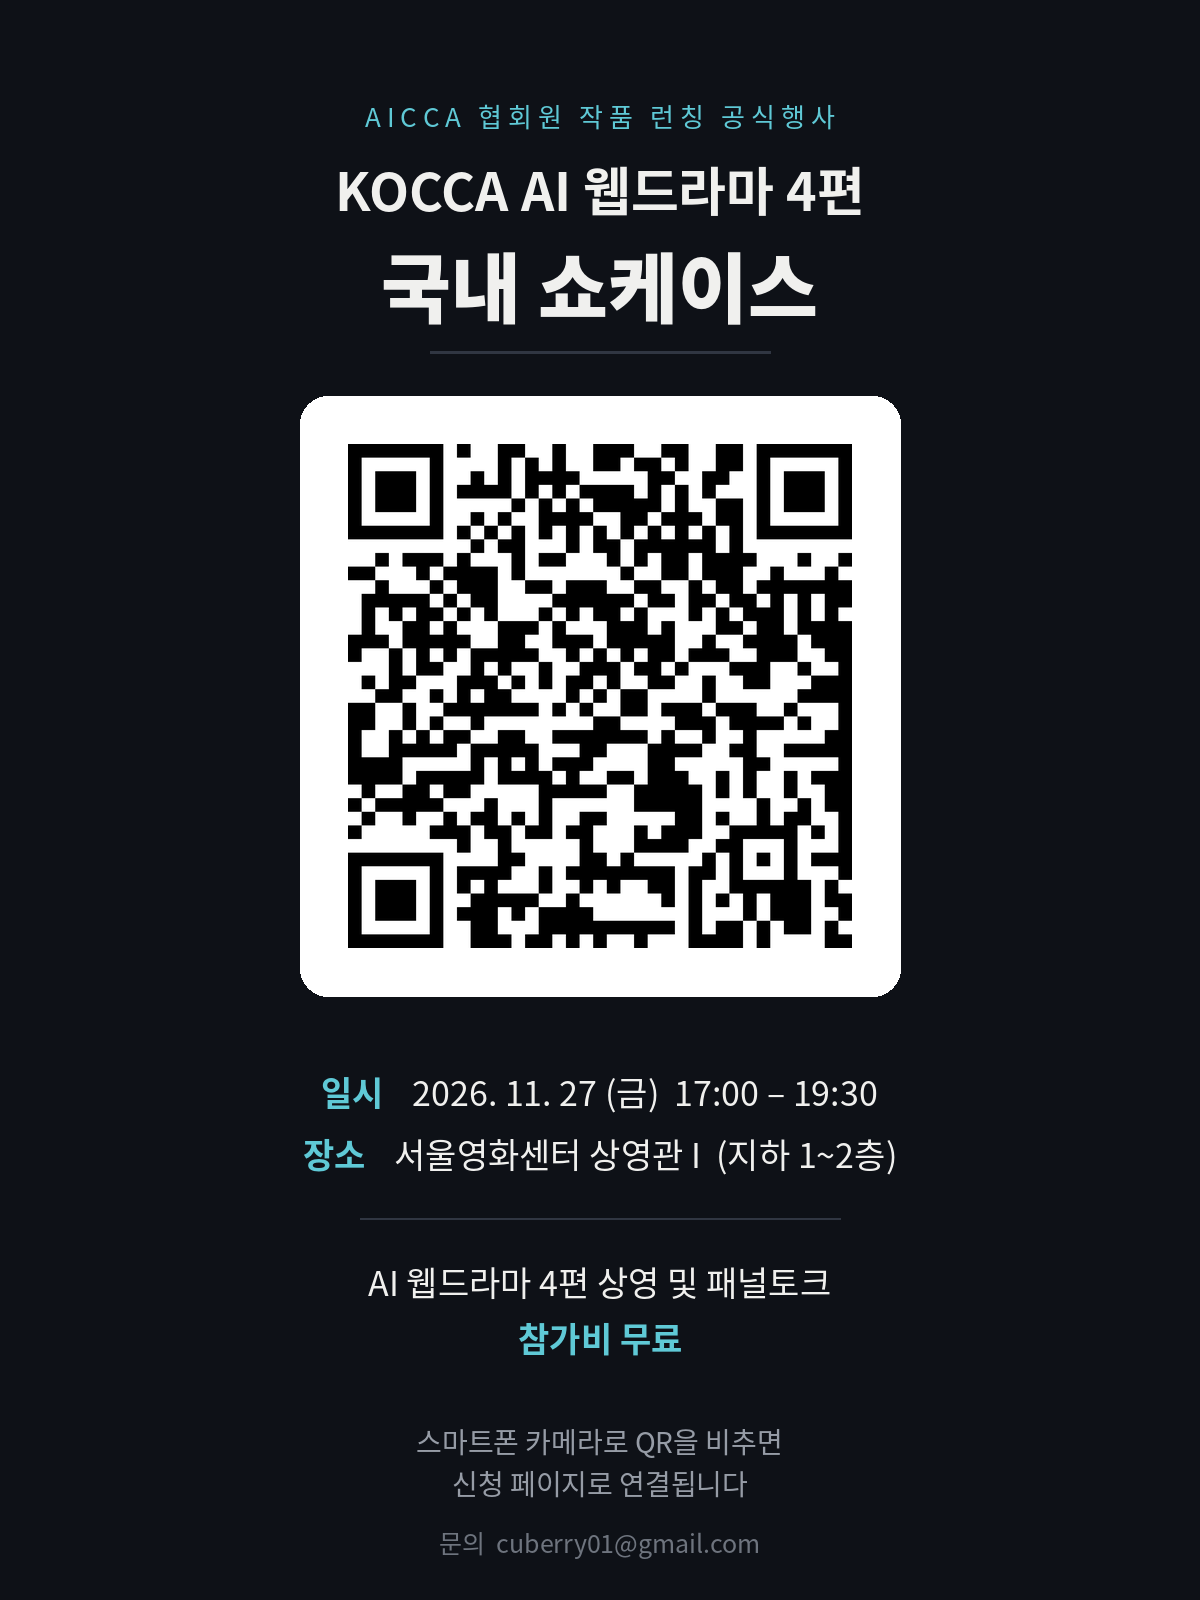 AICCA 협회원 작품 런칭 공식행사
KOCCA AI 웹드라마 4편
국내 쇼케이스
일시 2026. 11. 27 (금) 17:00 – 19:30
장소 서울영화센터 상영관 I (지하 1~2층)
AI 웹드라마 4편 상영 및 패널토크
참가비 무료
스마트폰 카메라로 QR을 비추면
신청 페이지로 연결됩니다
문의 cuberry01@gmail.com